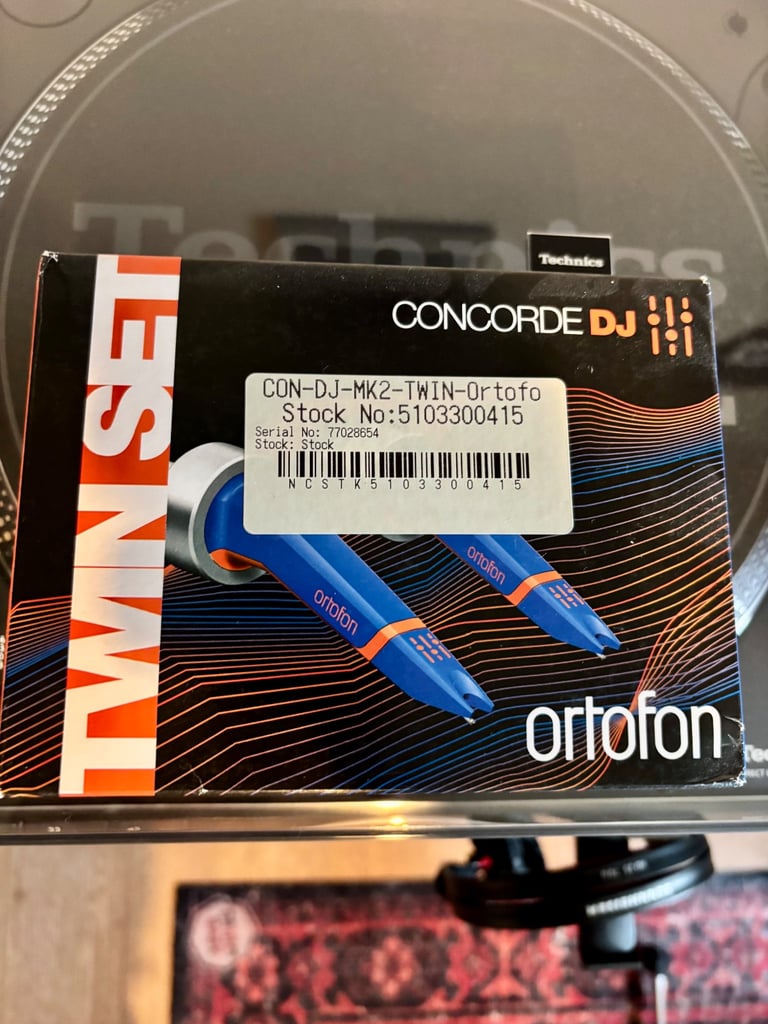 Technics
Technics
CONCORDE DJ
TWIN SET
CON-DJ-MK2-TWIN-Ortofo
Stock No:5103300415
Serial No: 77028654
Stock: Stock
NCSTK5103300415
ortofon
ortofon
ortofon